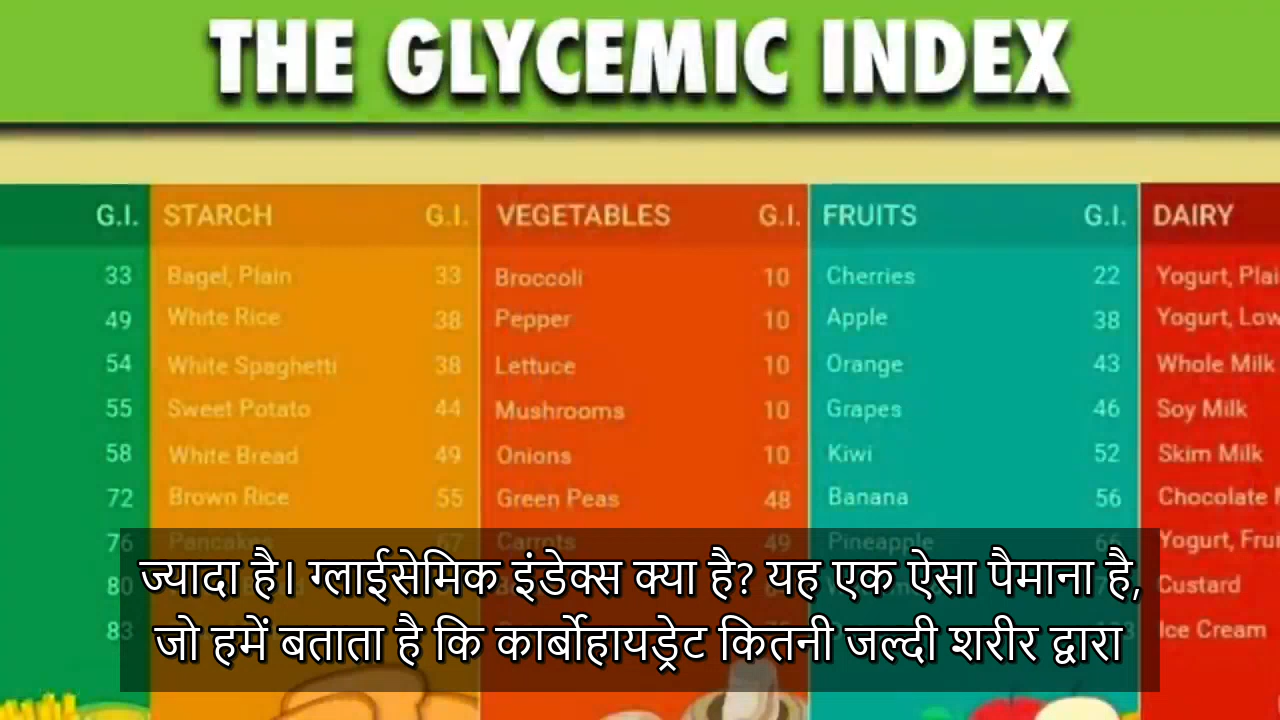 THE GLYCEMIC INDEX
G.I. STARCH G.I. VEGETABLES G.I. FRUITS G.I. DAIRY
33 Bagel, Plain 33 Broccoli 10 Cherries 22 Yogurt, Plai
49 White Rice 38 Pepper 10 Apple 38 Yogurt, Low
54 White Spaghetti 38 Lettuce 10 Orange 43 Whole Milk
55 Sweet Potato 44 Mushrooms 10 Grapes 46 Soy Milk
58 White Bread 49 Onions 10 Kiwi 52 Skim Milk
72 Brown Rice 55 Green Peas 48 Banana 56 Chocolate
76 Pancakes 67 Carrots 49 Pineapple 66 Yogurt, Frui
80 Custard
83 Ice Cream
ज्यादा है। ग्लाईसेमिक इंडेक्स क्या है? यह एक ऐसा पैमाना है,
जो हमें बताता है कि कार्बोहायड्रेट कितनी जल्दी शरीर द्वारा